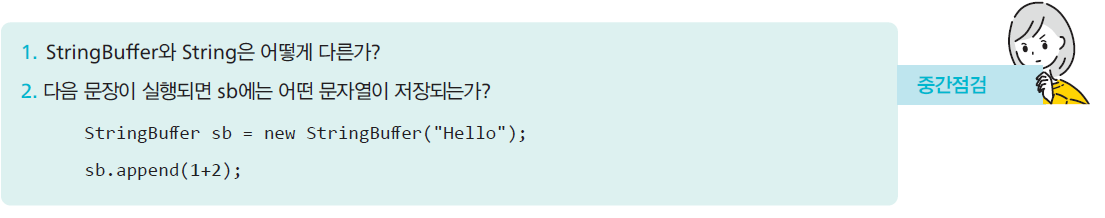 1. StringBuffer와 String은 어떻게 다른가?
2. 다음 문장이 실행되면 sb에는 어떤 문자열이 저장되는가?
StringBuffer sb = new StringBuffer("Hello");
sb.append(1+2);
중간점검